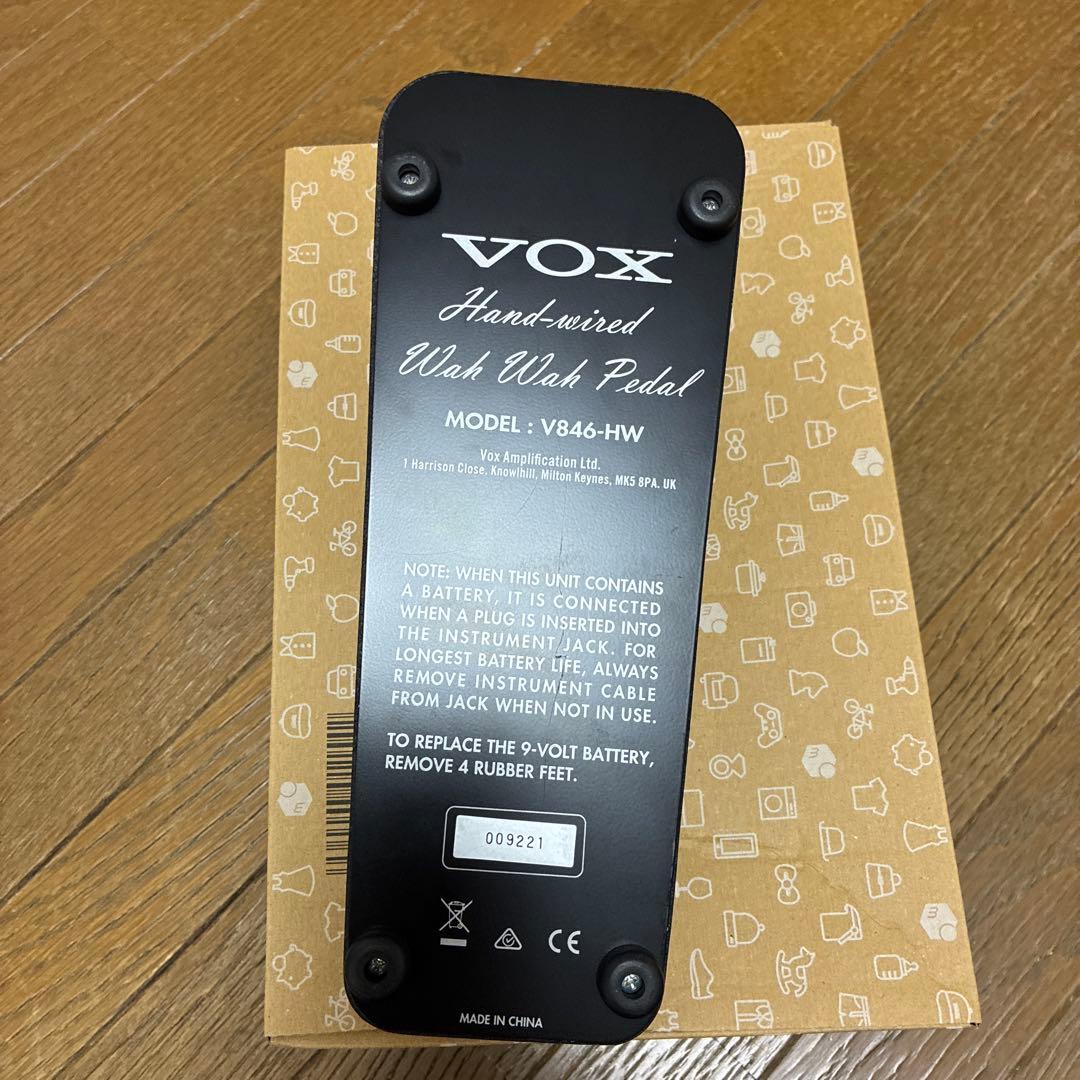 VOX
Hand-wired
Wah Wah Pedal
MODEL : V846-HW
Vox Amplification Ltd.
1 Harrison Close, Knowlhill, Milton Keynes, MK5 8PA. UK
NOTE: WHEN THIS UNIT CONTAINS
A BATTERY, IT IS CONNECTED
WHEN A PLUG IS INSERTED INTO
THE INSTRUMENT JACK. FOR
LONGEST BATTERY LIFE, ALWAYS
REMOVE INSTRUMENT CABLE
FROM JACK WHEN NOT IN USE.
TO REPLACE THE 9-VOLT BATTERY,
REMOVE 4 RUBBER FEET.
009221
CE
MADE IN CHINA